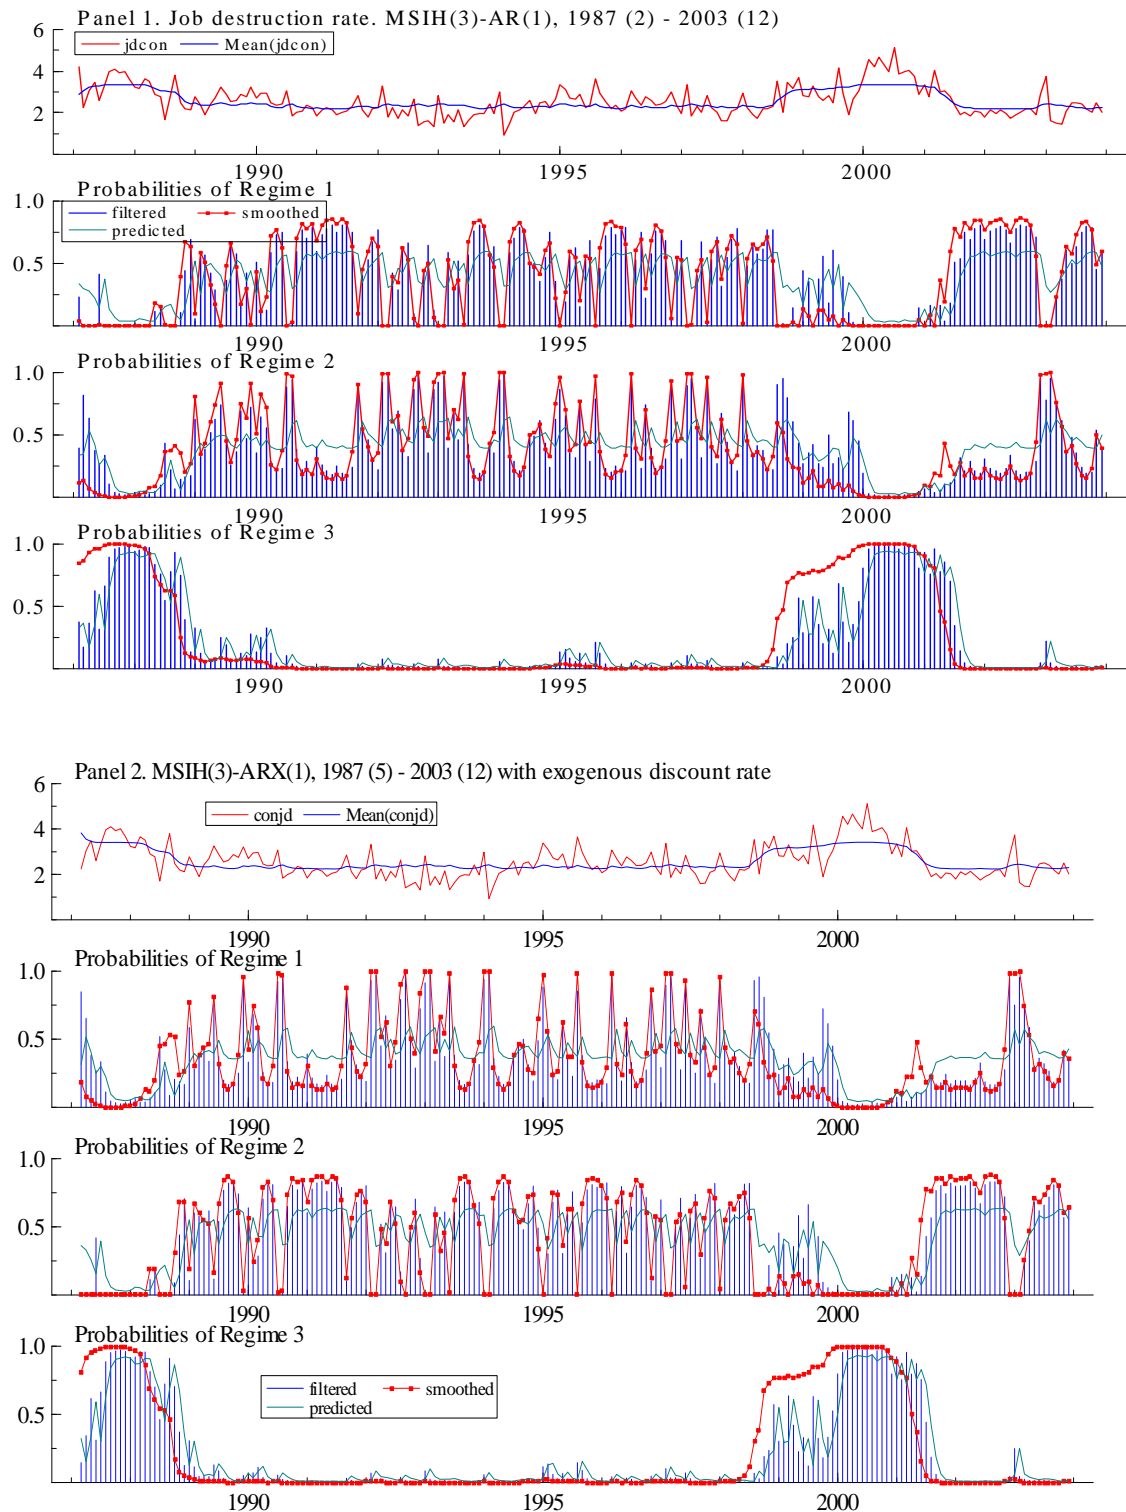 Panel 1. Job destruction rate. MSIH(3)-AR(1), 1987 (2) - 2003 (12)
6
jdcon Mean(jdcon)
4
2
1990 1995 2000
Probabilities of Regime 1
1.0
filtered smoothed
predicted
0.5
1990 1995 2000
Probabilities of Regime 2
1.0
0.5
1990 1995 2000
Probabilities of Regime 3
1.0
0.5
1990 1995 2000
Panel 2. MSIH(3)-ARX(1), 1987 (5) - 2003 (12) with exogenous discount rate
6
conjd Mean(conjd)
4
2
1990 1995 2000
Probabilities of Regime 1
1.0
0.5
1990 1995 2000
Probabilities of Regime 2
1.0
0.5
1990 1995 2000
Probabilities of Regime 3
1.0
filtered smoothed
predicted
0.5
1990 1995 2000